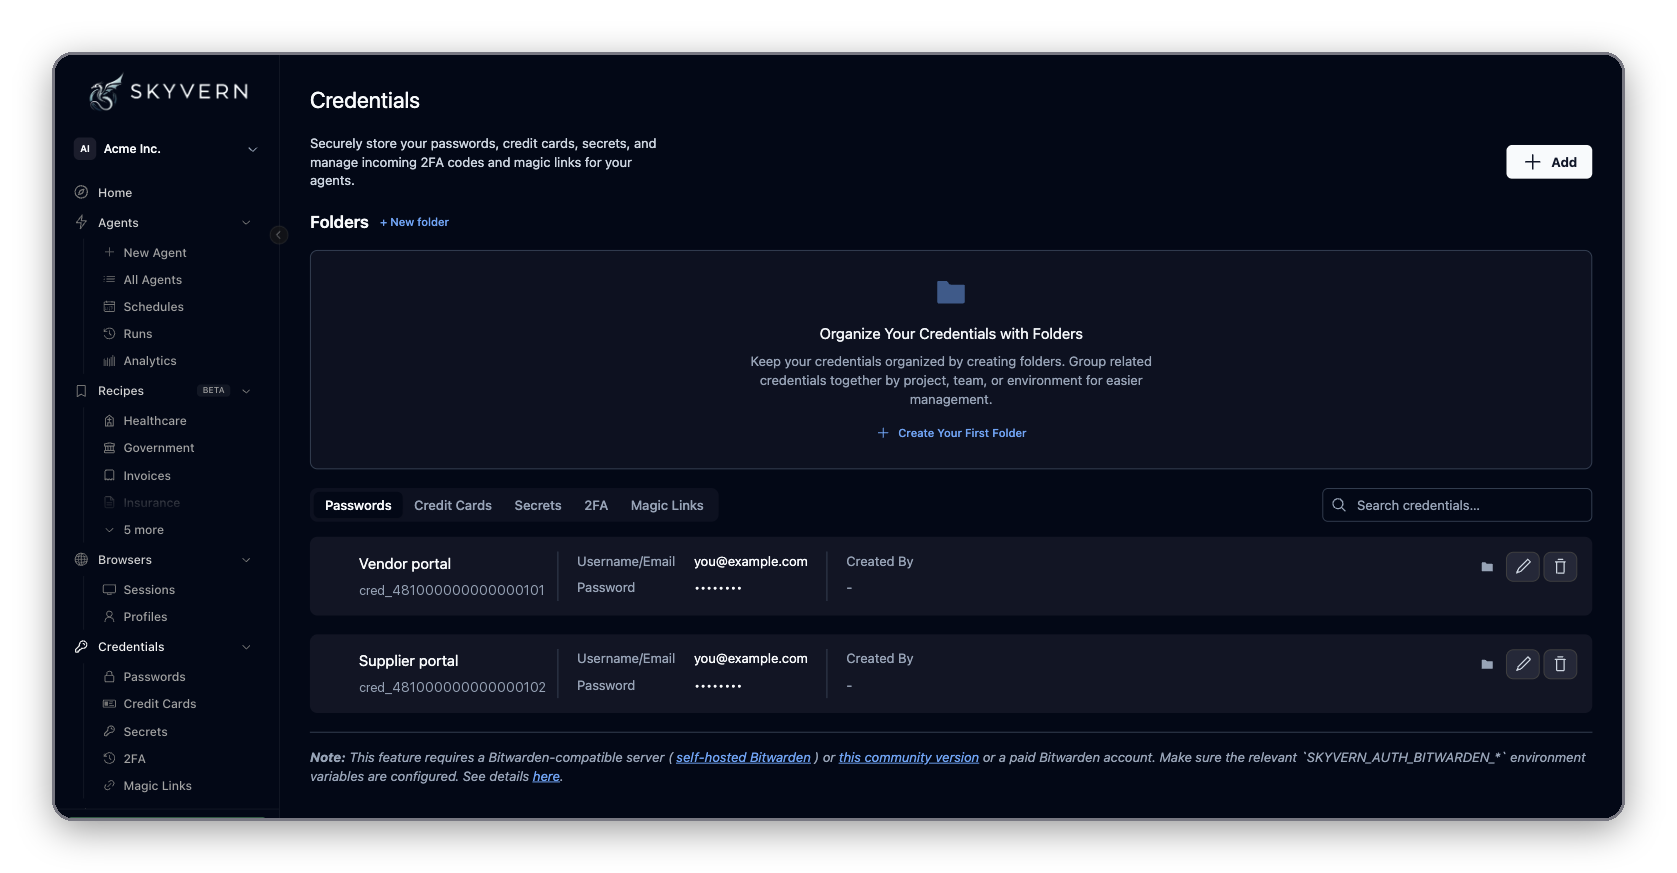 SKYVERN
AI Acme Inc.
Home
Agents
New Agent
All Agents
Schedules
Runs
Analytics
Recipes BETA
Healthcare
Government
Invoices
Insurance
5 more
Browsers
Sessions
Profiles
Credentials
Passwords
Credit Cards
Secrets
2FA
Magic Links
Credentials
Securely store your passwords, credit cards, secrets, and
manage incoming 2FA codes and magic links for your
agents.
+ Add
Folders + New folder
Organize Your Credentials with Folders
Keep your credentials organized by creating folders. Group related
credentials together by project, team, or environment for easier
management.
+ Create Your First Folder
Passwords Credit Cards Secrets 2FA Magic Links
Search credentials...
Vendor portal
cred_481000000000000101
Username/Email you@example.com
Password ••••••••
Created By
-
Supplier portal
cred_481000000000000102
Username/Email you@example.com
Password ••••••••
Created By
-
Note: This feature requires a Bitwarden-compatible server ( self-hosted Bitwarden ) or this community version or a paid Bitwarden account. Make sure the relevant `SKYVERN_AUTH_BITWARDEN_*` environment
variables are configured. See details here.